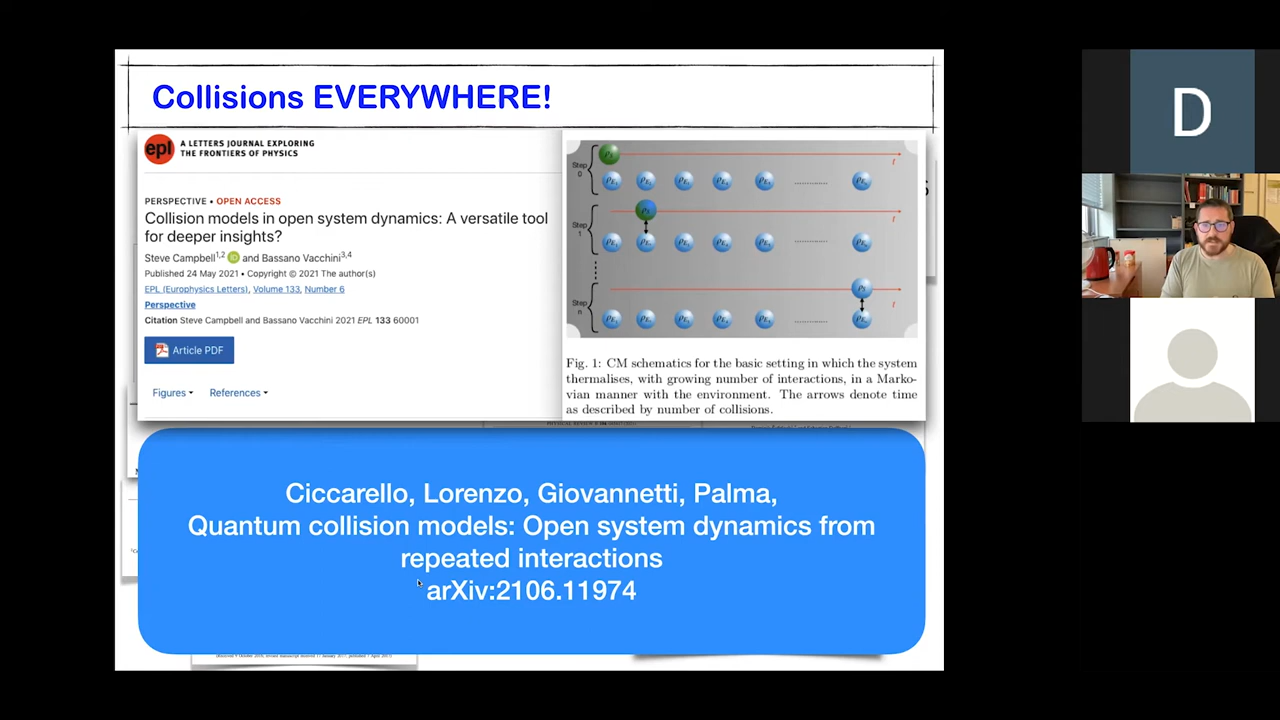 Collisions EVERYWHERE!
epl
A LETTERS JOURNAL EXPLORING
THE FRONTIERS OF PHYSICS
PERSPECTIVE • OPEN ACCESS
Collision models in open system dynamics: A versatile tool
for deeper insights?
Steve Campbell1,2 and Bassano Vacchini3,4
Published 24 May 2021 • Copyright © 2021 The author(s)
EPL (Europhysics Letters), Volume 133, Number 6
Perspective
Citation Steve Campbell and Bassano Vacchini 2021 EPL 133 60001
Article PDF
Figures
References
Step
0
t
Step
1
t
Step
n
t
Fig. 1: CM schematics for the basic setting in which the system
thermalises, with growing number of interactions, in a Marko-
vian manner with the environment. The arrows denote time
as described by number of collisions.
Ciccarello, Lorenzo, Giovannetti, Palma,
Quantum collision models: Open system dynamics from
repeated interactions
arXiv:2106.11974
D